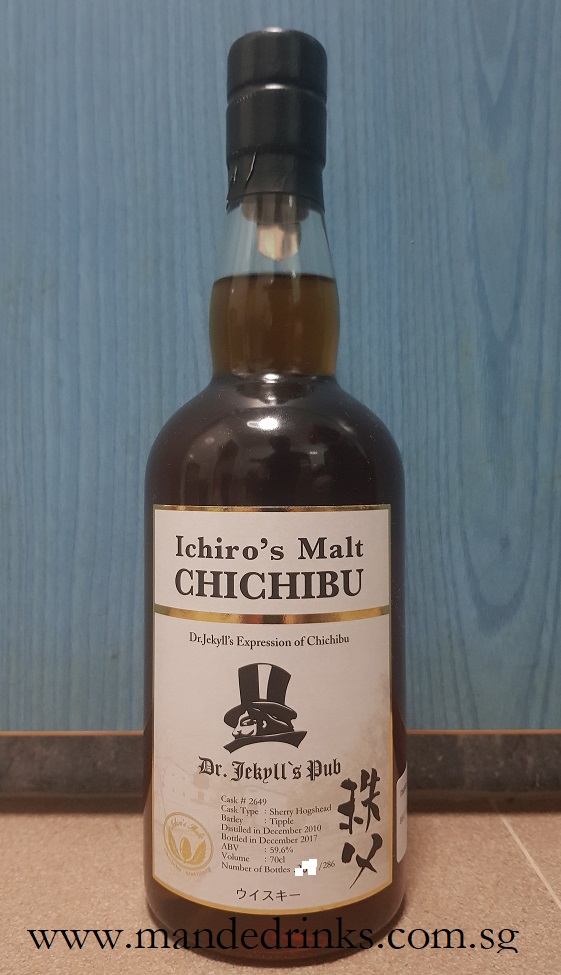 Ichiro's Malt
CHICHIBU
Dr.Jekyll's Expression of Chichibu
Dr. Jekyll`s Pub
Cask # 2649
Cask Type : Sherry Hogshead
Barley : Tipple
Distilled in December 2010
Bottled in December 2017
ABV : 59.6%
Volume : 70cl
Number of Bottles /286
秩父
ウイスキー
www.mandedrinks.com.sg